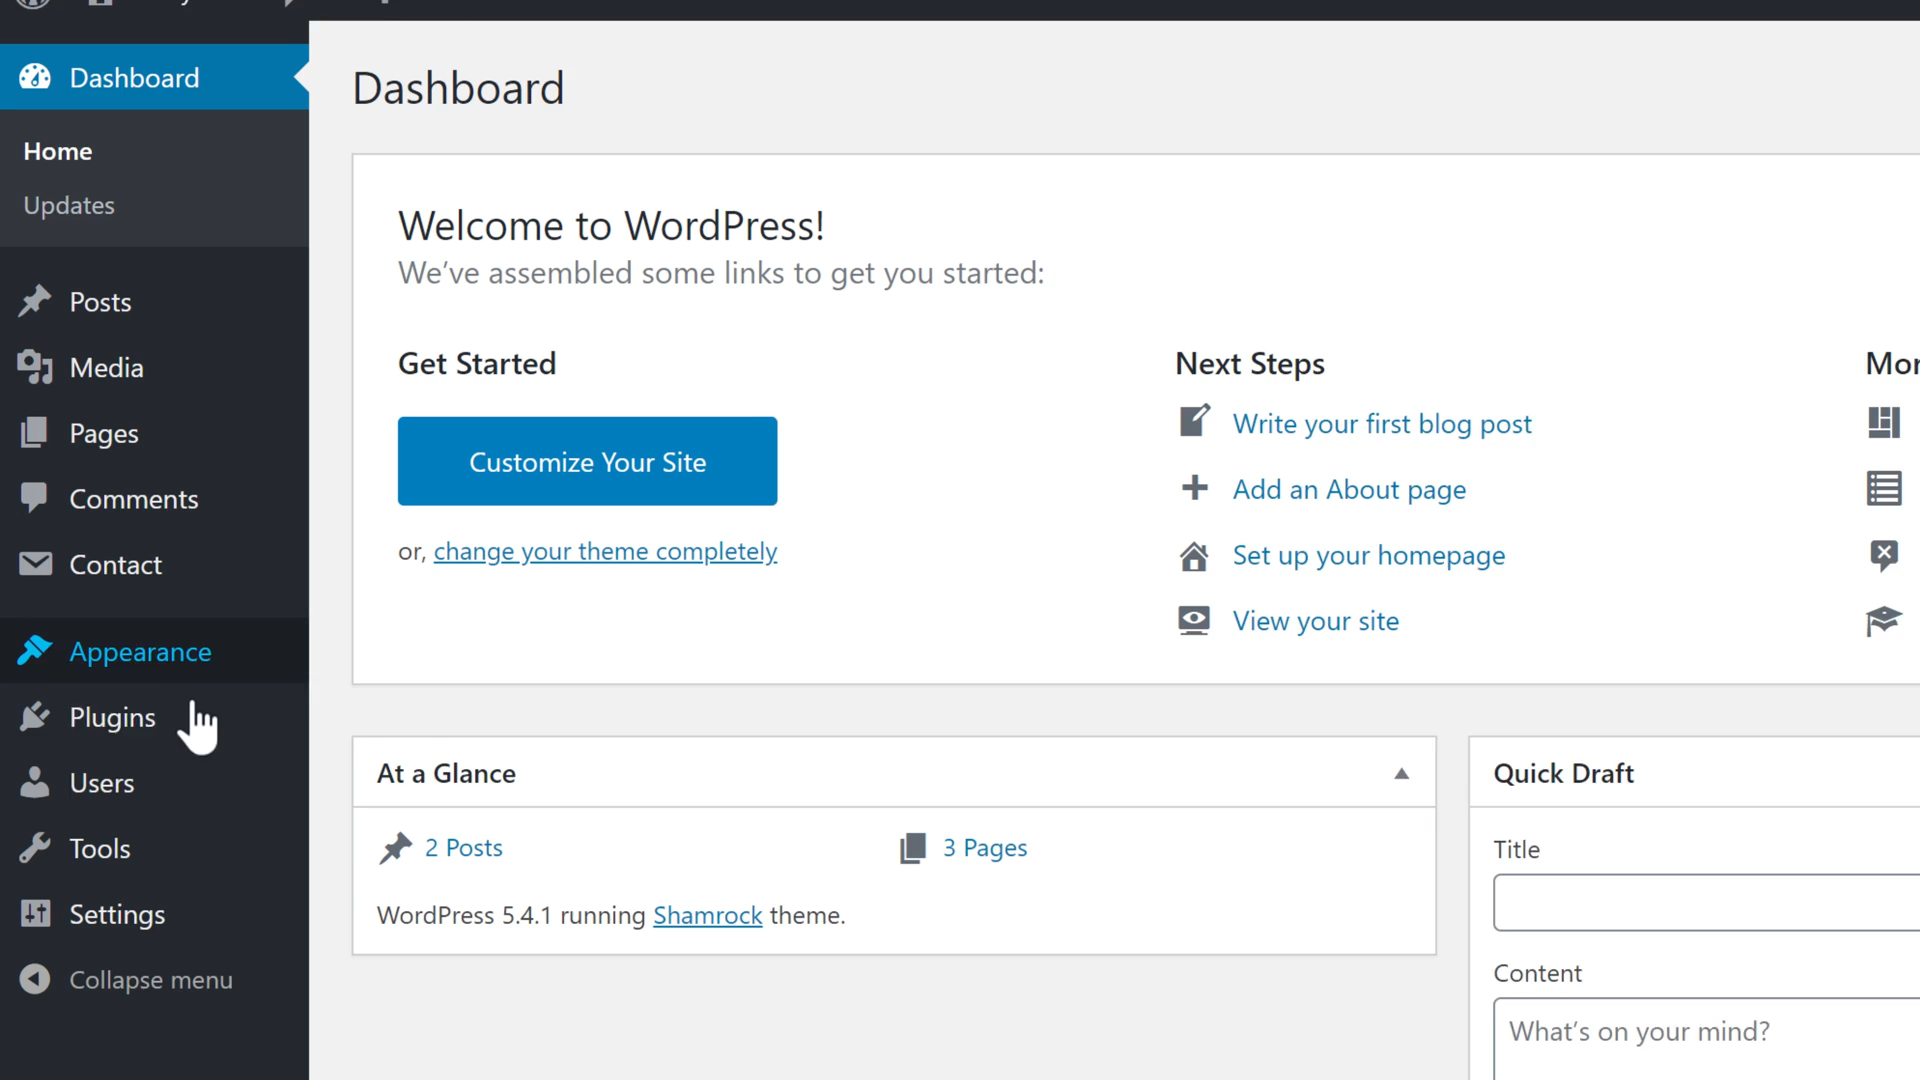 Dashboard
Home
Updates
Posts
Media
Pages
Comments
Contact
Appearance
Plugins
Users
Tools
Settings
Collapse menu
Dashboard
Welcome to WordPress!
We've assembled some links to get you started:
Get Started
Customize Your Site
or, change your theme completely
Next Steps
Write your first blog post
Add an About page
Set up your homepage
View your site
At a Glance
2 Posts
3 Pages
WordPress 5.4.1 running Shamrock theme.
Quick Draft
Title
Content
What's on your mind?